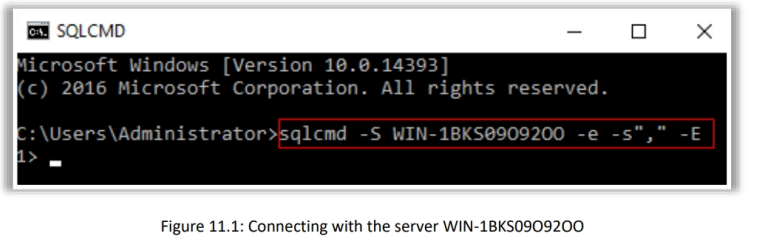 SQLCMD
Microsoft Windows [Version 10.0.14393]
(c) 2016 Microsoft Corporation. All rights reserved.
C:\Users\Administrator>sqlcmd -S WIN-1BKS09O92OO -e -s"," -E
1>
Figure 11.1: Connecting with the server WIN-1BKS09O92OO